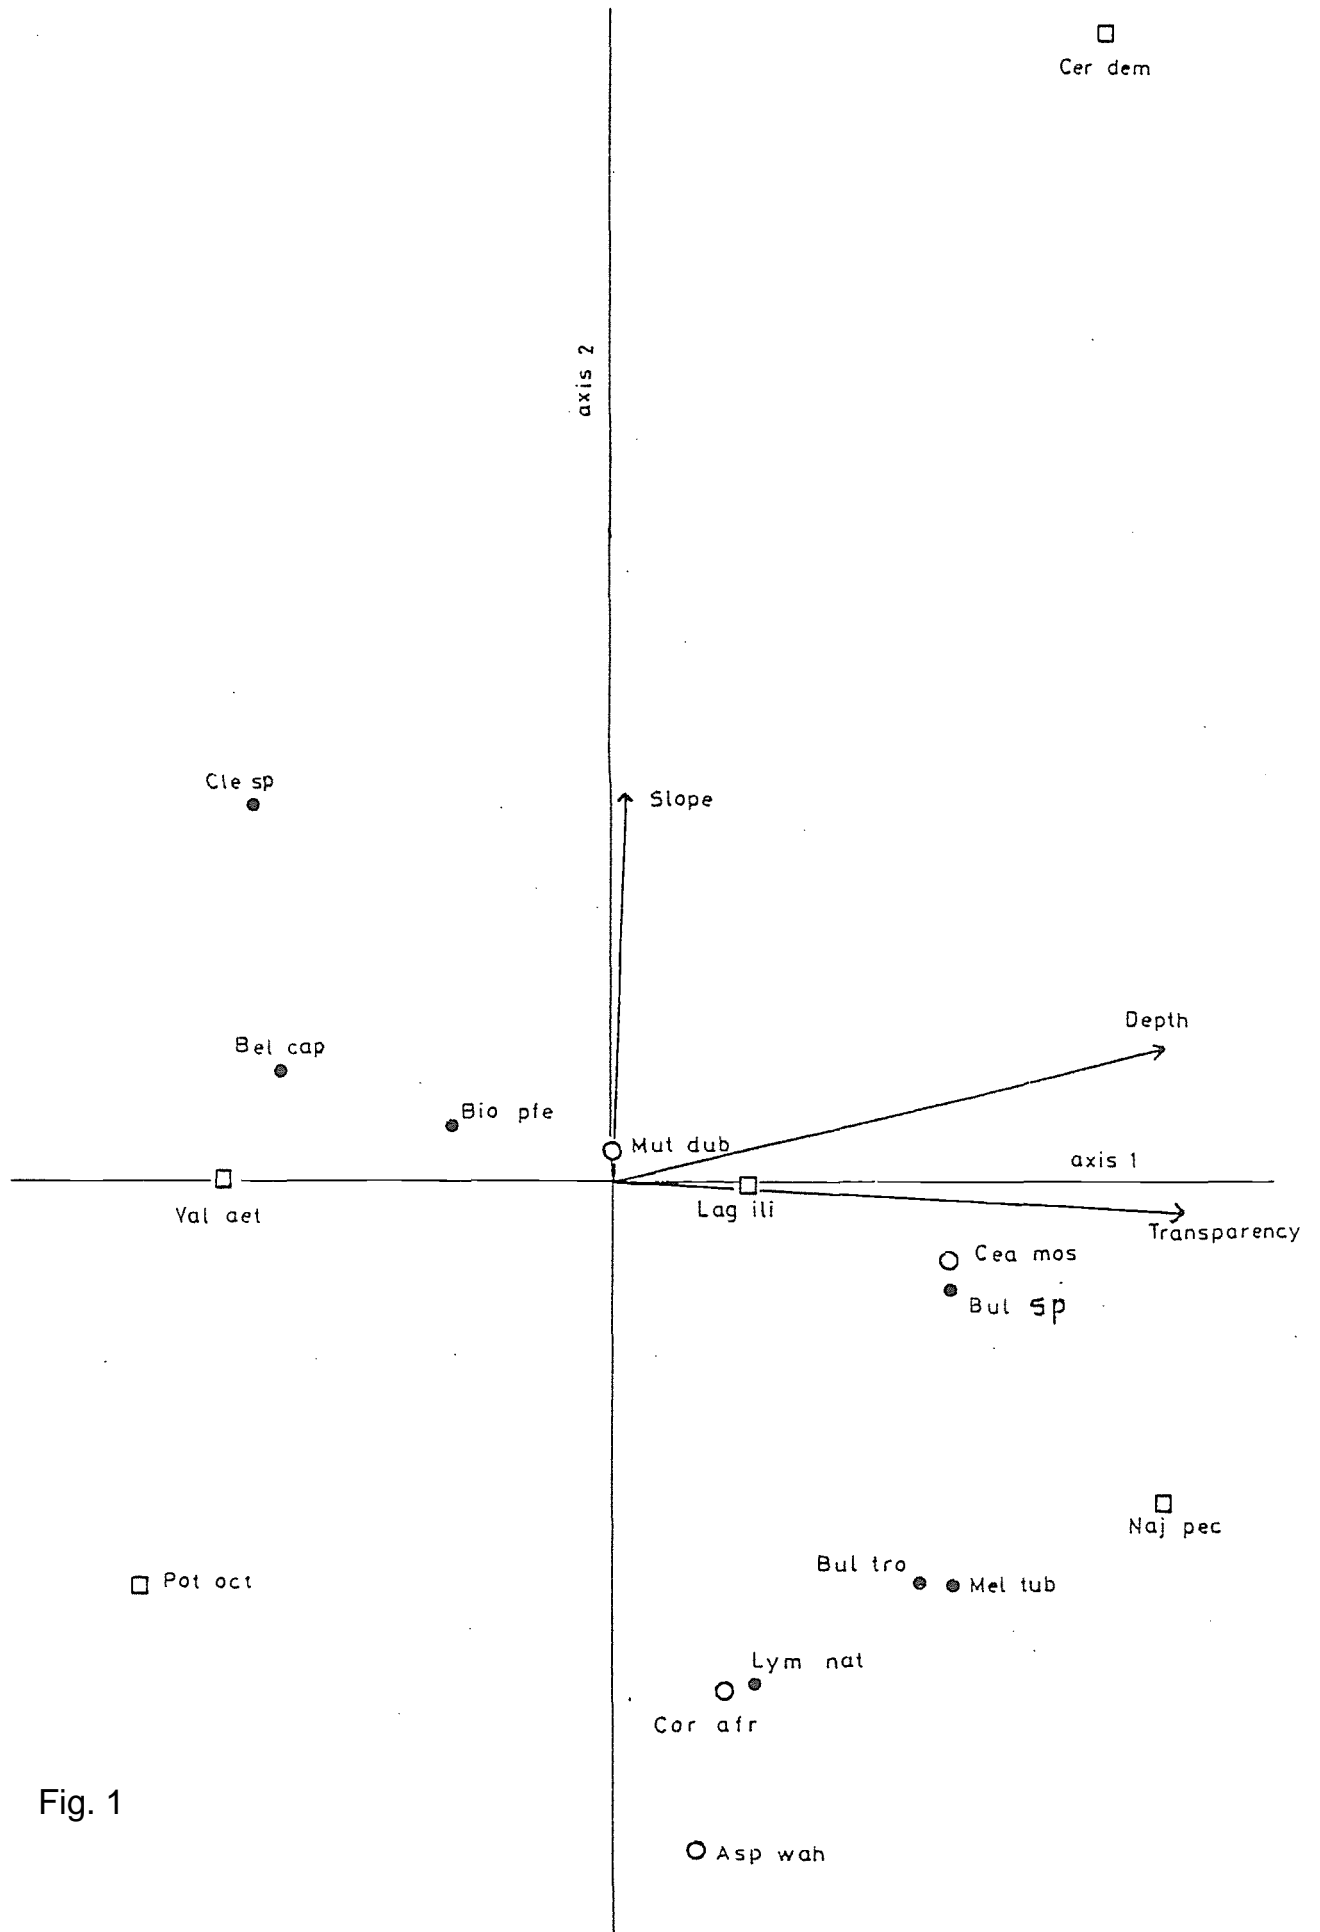 Cer dem
axis 2
Cle sp
Slope
Depth
Bel cap
Bio pfe
Mut dub
axis 1
Lag ili
Val aet
Transparency
Cea mos
Bul sp
Naj pec
Bul tro
Mel tub
Pot oct
Lym nat
Cor afr
Fig. 1
Asp wah